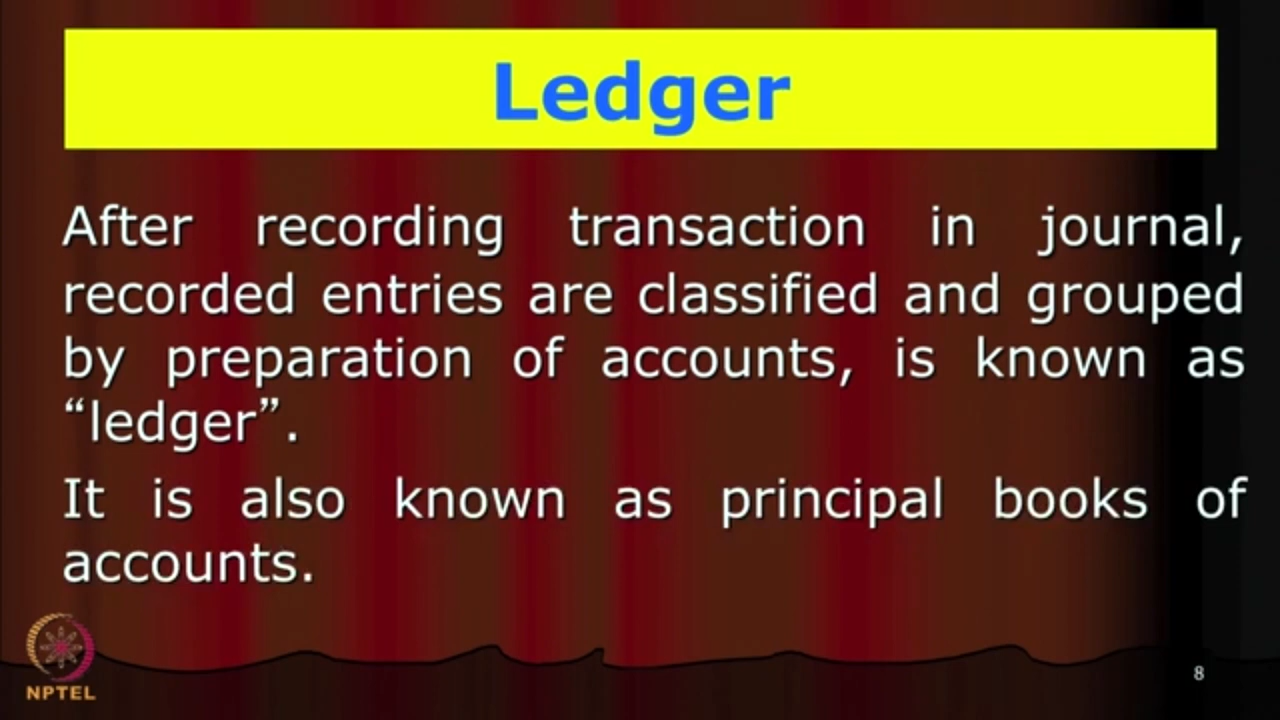 Ledger
After recording transaction in journal,
recorded entries are classified and grouped
by preparation of accounts, is known as
“ledger”.
It is also known as principal books of
accounts.
NPTEL
8